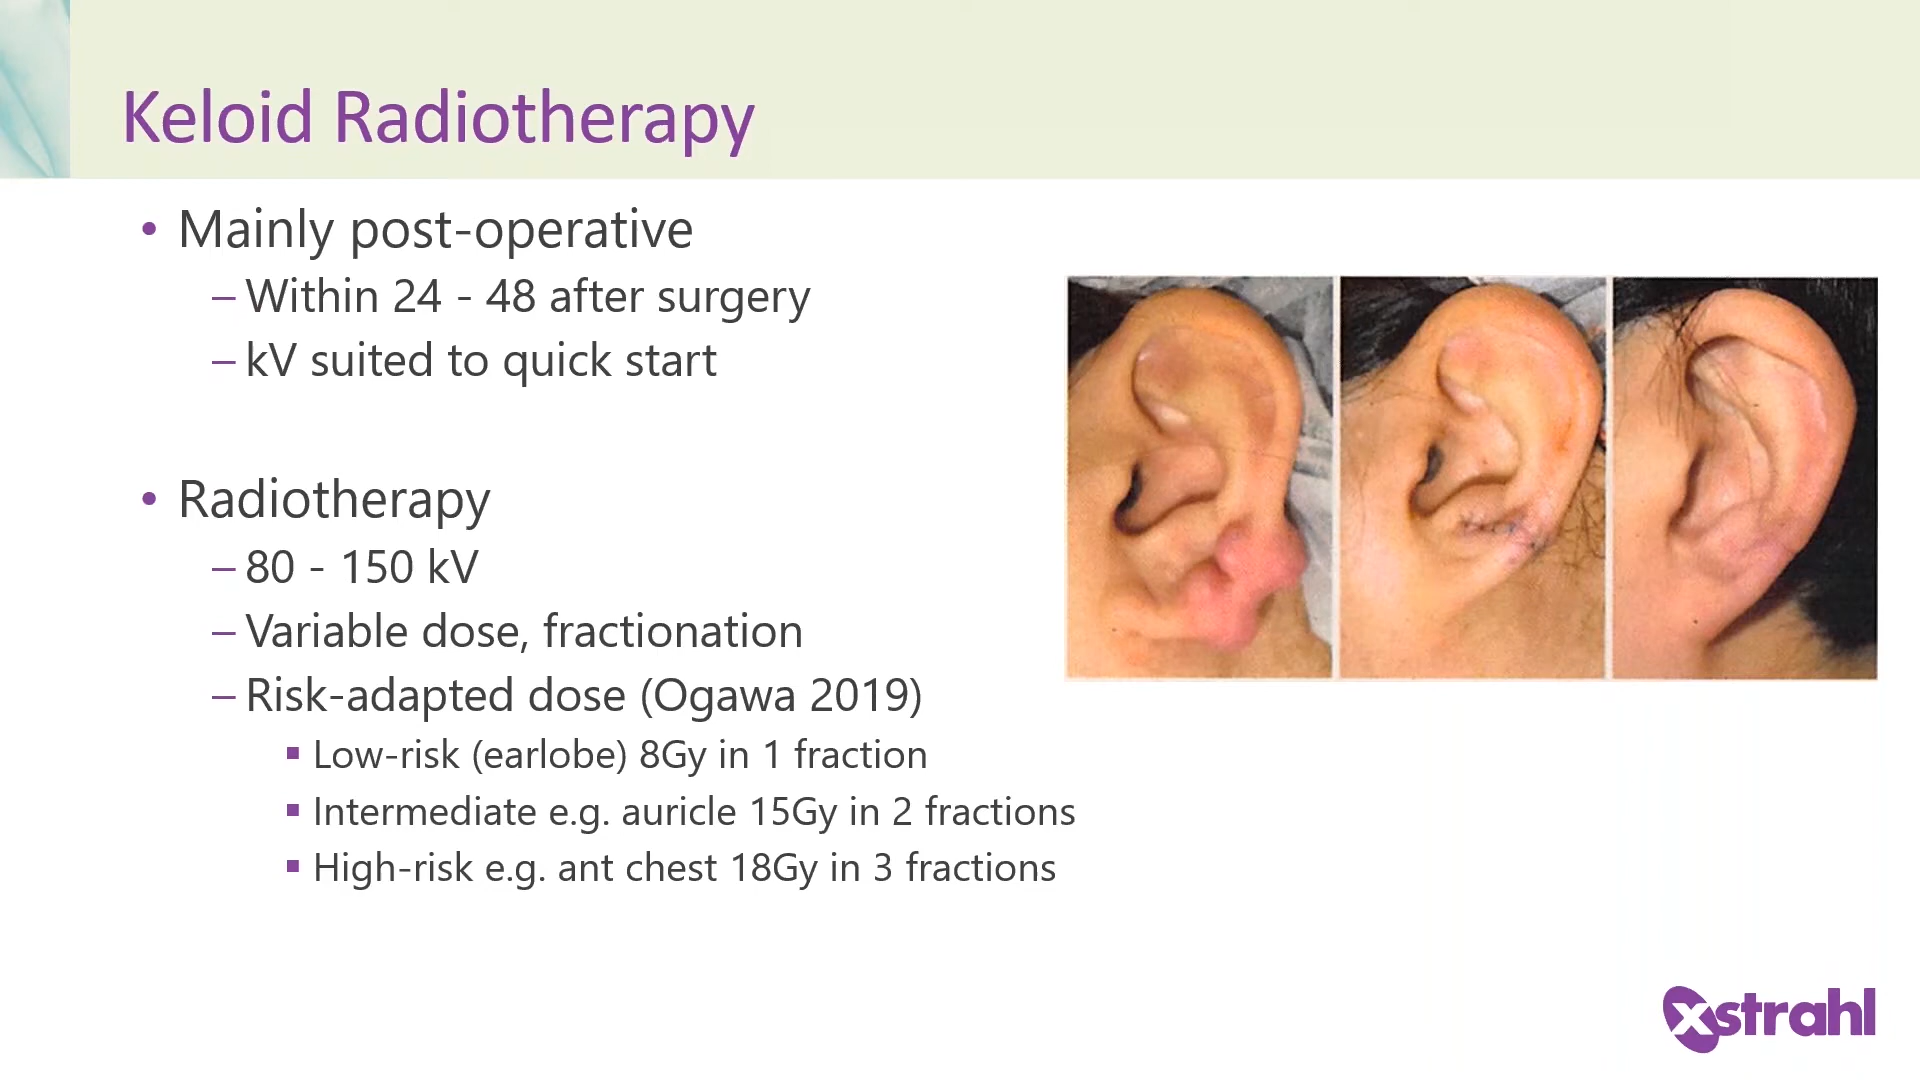 Keloid Radiotherapy
• Mainly post-operative
– Within 24 - 48 after surgery
– kV suited to quick start
• Radiotherapy
– 80 - 150 kV
– Variable dose, fractionation
– Risk-adapted dose (Ogawa 2019)
▪ Low-risk (earlobe) 8Gy in 1 fraction
▪ Intermediate e.g. auricle 15Gy in 2 fractions
▪ High-risk e.g. ant chest 18Gy in 3 fractions
xstrahl